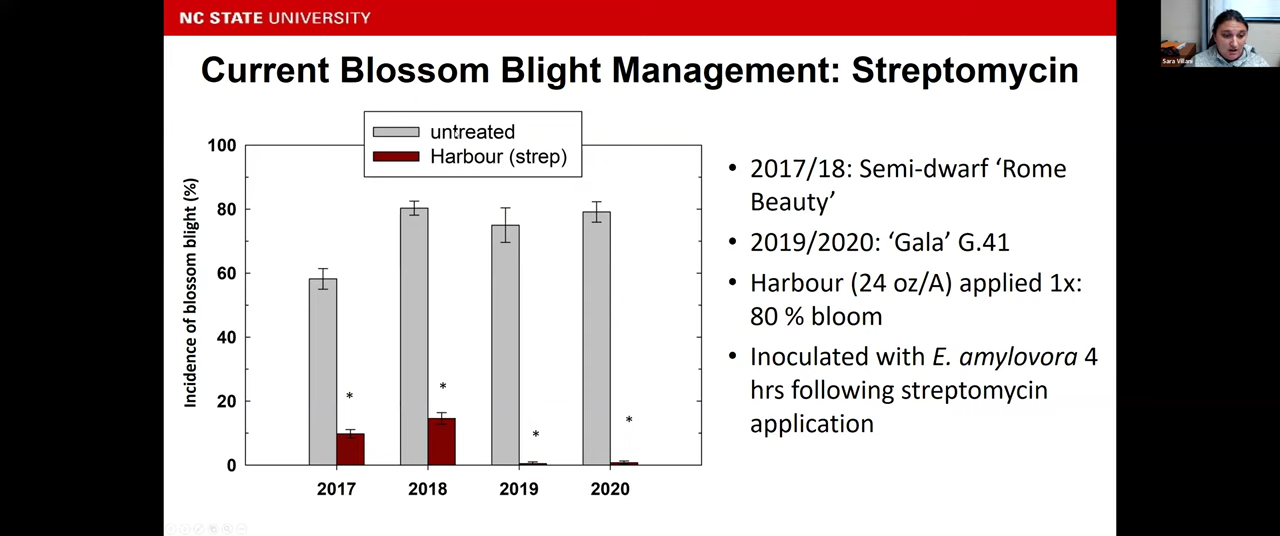 NC STATE UNIVERSITY
Sara Villani
Current Blossom Blight Management: Streptomycin
untreated
Harbour (strep)
Incidence of blossom blight (%)
100
80
60
40
20
0
*
*
*
*
2017
2018
2019
2020
• 2017/18: Semi-dwarf ‘Rome
Beauty’
• 2019/2020: ‘Gala’ G.41
• Harbour (24 oz/A) applied 1x:
80 % bloom
• Inoculated with E. amylovora 4
hrs following streptomycin
application